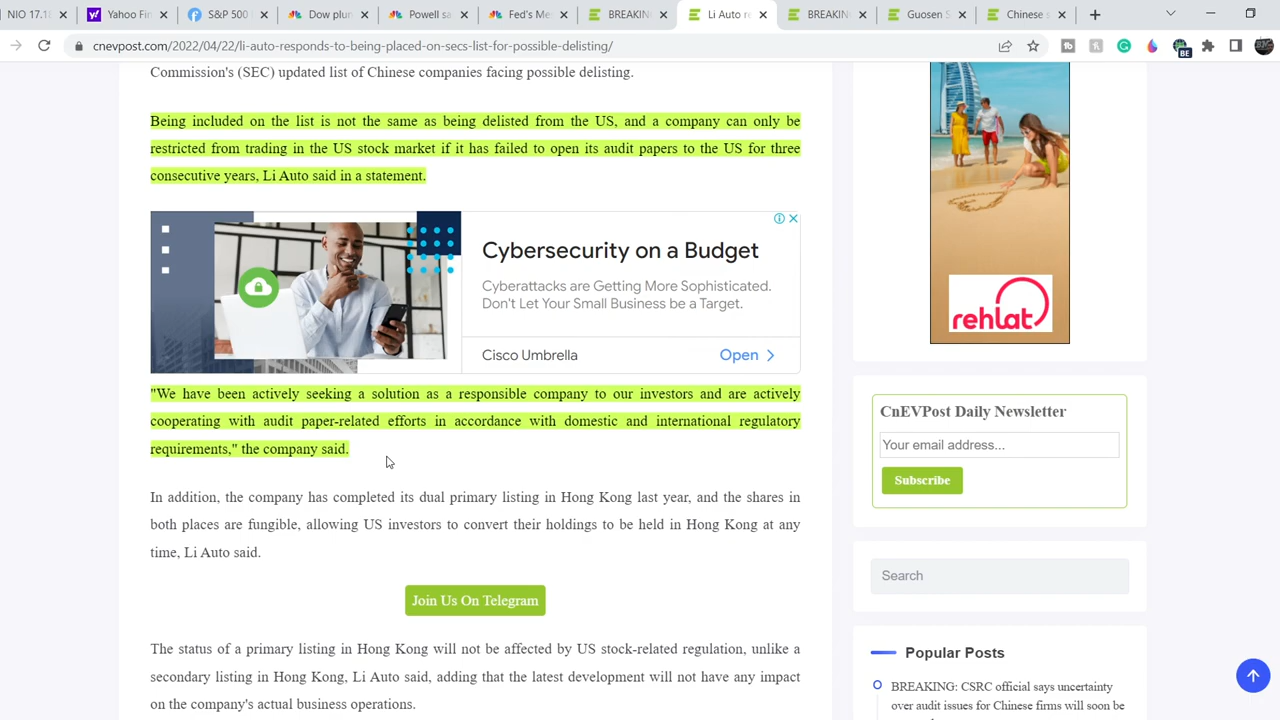 NIO 17.18
Yahoo Fin
S&P 500
Dow plun
Powell sa
Fed's Me
BREAKIN
Li Auto re
BREAKIN
Guosen S
Chinese s
cnevpost.com/2022/04/22/li-auto-responds-to-being-placed-on-secs-list-for-possible-delisting/
BE
Commission's (SEC) updated list of Chinese companies facing possible delisting.
Being included on the list is not the same as being delisted from the US, and a company can only be
restricted from trading in the US stock market if it has failed to open its audit papers to the US for three
consecutive years, Li Auto said in a statement.
Cybersecurity on a Budget
Cyberattacks are Getting More Sophisticated.
Don't Let Your Small Business be a Target.
Cisco Umbrella
Open
"We have been actively seeking a solution as a responsible company to our investors and are actively
cooperating with audit paper-related efforts in accordance with domestic and international regulatory
requirements," the company said.
In addition, the company has completed its dual primary listing in Hong Kong last year, and the shares in
both places are fungible, allowing US investors to convert their holdings to be held in Hong Kong at any
time, Li Auto said.
Join Us On Telegram
The status of a primary listing in Hong Kong will not be affected by US stock-related regulation, unlike a
secondary listing in Hong Kong, Li Auto said, adding that the latest development will not have any impact
on the company's actual business operations.
rehlat
CnEVPost Daily Newsletter
Your email address...
Subscribe
Search
Popular Posts
BREAKING: CSRC official says uncertainty
over audit issues for Chinese firms will soon be